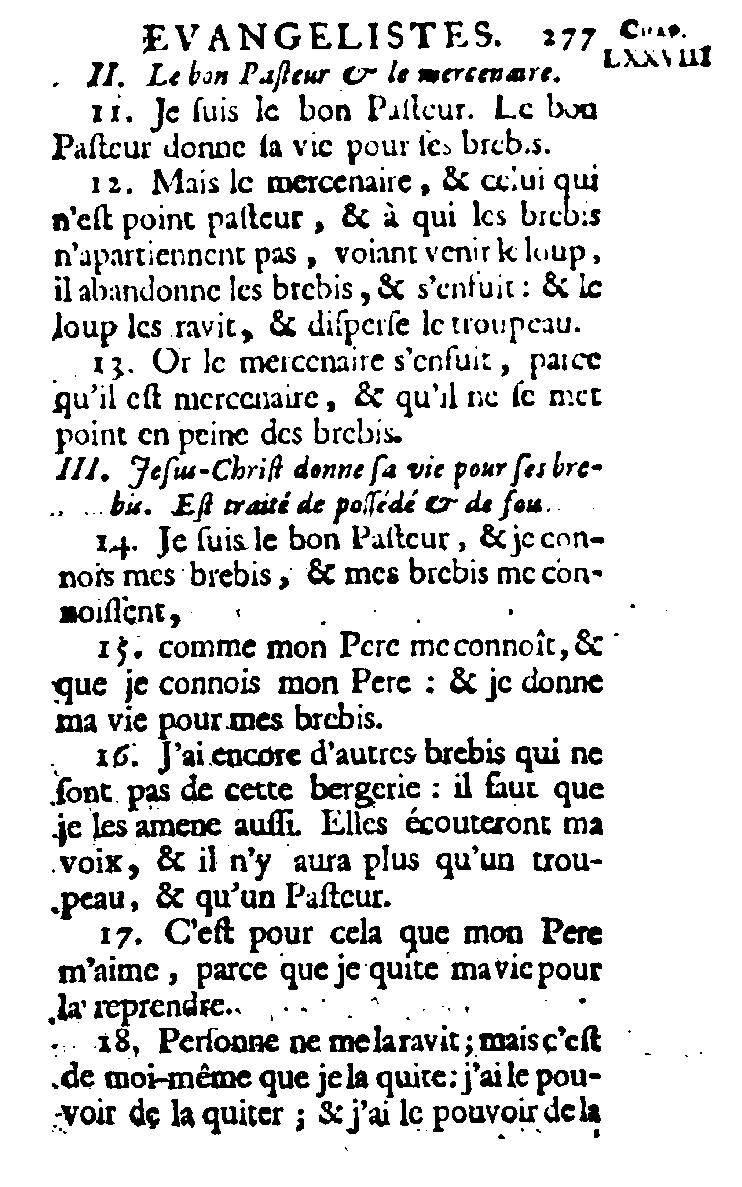 EVANGELISTES. 277 CHAP. LXXVIII
II. Le bon Paſteur & le mercenaire.
11. Je ſuis le bon Paſteur. Le bon
Paſteur donne ſa vie pour ſes brebis.
12. Mais le mercenaire, & celui qui
n'eſt point paſteur, & à qui les brebis
n'apartiennent pas, voiant venir le loup,
il abandonne les brebis, & s'enfuit : & le
loup les ravit, & diſperſe le troupeau.
13. Or le mercenaire s'enfuit, parce
qu'il eſt mercenaire, & qu'il ne ſe met
point en peine des brebis.
III. Jeſus-Chriſt donne ſa vie pour ſes bre-
bis. Eſt traité de poſſédé & de fou.
14. Je ſuis le bon Paſteur, & je con-
nois mes brebis, & mes brebis me con-
noiſſent,
15. comme mon Pere me connoît, &
que je connois mon Pere : & je donne
ma vie pour mes brebis.
16. J'ai encore d'autres brebis qui ne
ſont pas de cette bergerie : il faut que
je les amene auſſi. Elles écouteront ma
voix, & il n'y aura plus qu'un trou-
peau, & qu'un Paſteur.
17. C'eſt pour cela que mon Pere
m'aime, parce que je quite ma vie pour
la reprendre.
18. Perſonne ne me la ravit ; mais c'eſt
de moi-même que je la quite : j'ai le pou-
voir de la quiter ; & j'ai le pouvoir de la